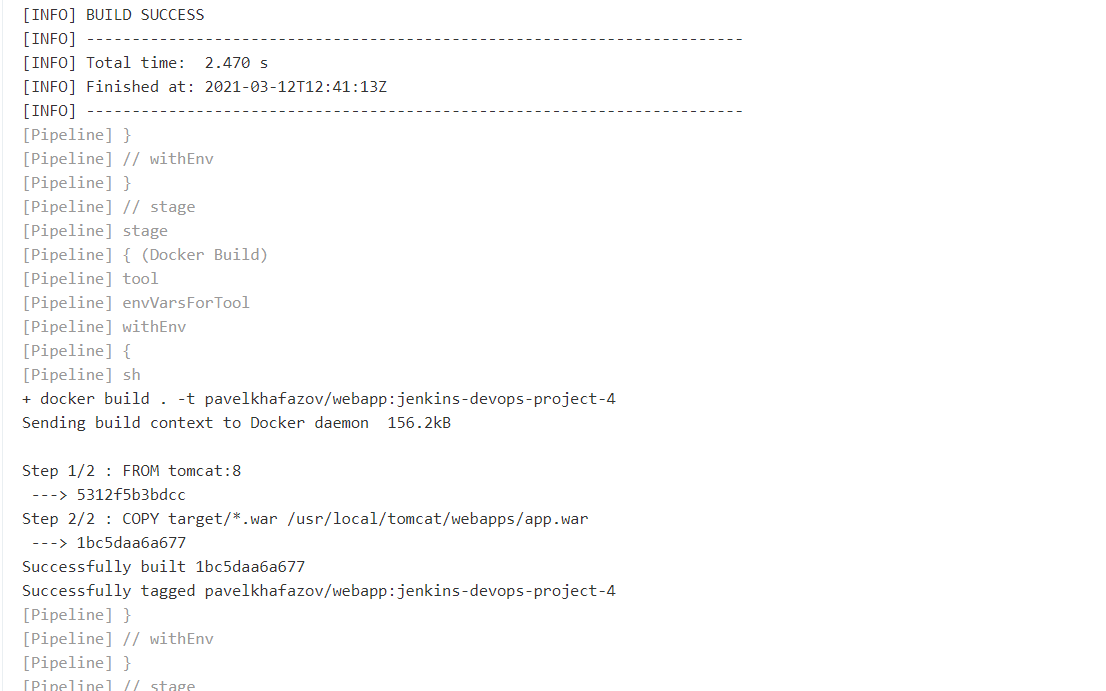 [INFO] BUILD SUCCESS
[INFO] ------------------------------------------------------------------------
[INFO] Total time:  2.470 s
[INFO] Finished at: 2021-03-12T12:41:13Z
[INFO] ------------------------------------------------------------------------
[Pipeline] }
[Pipeline] // withEnv
[Pipeline] }
[Pipeline] // stage
[Pipeline] stage
[Pipeline] { (Docker Build)
[Pipeline] tool
[Pipeline] envVarsForTool
[Pipeline] withEnv
[Pipeline] {
[Pipeline] sh
+ docker build . -t pavelkhafazov/webapp:jenkins-devops-project-4
Sending build context to Docker daemon  156.2kB
Step 1/2 : FROM tomcat:8
 ---> 5312f5b3bdcc
Step 2/2 : COPY target/*.war /usr/local/tomcat/webapps/app.war
 ---> 1bc5daa6a677
Successfully built 1bc5daa6a677
Successfully tagged pavelkhafazov/webapp:jenkins-devops-project-4
[Pipeline] }
[Pipeline] // withEnv
[Pipeline] }
[Pipeline] // stage